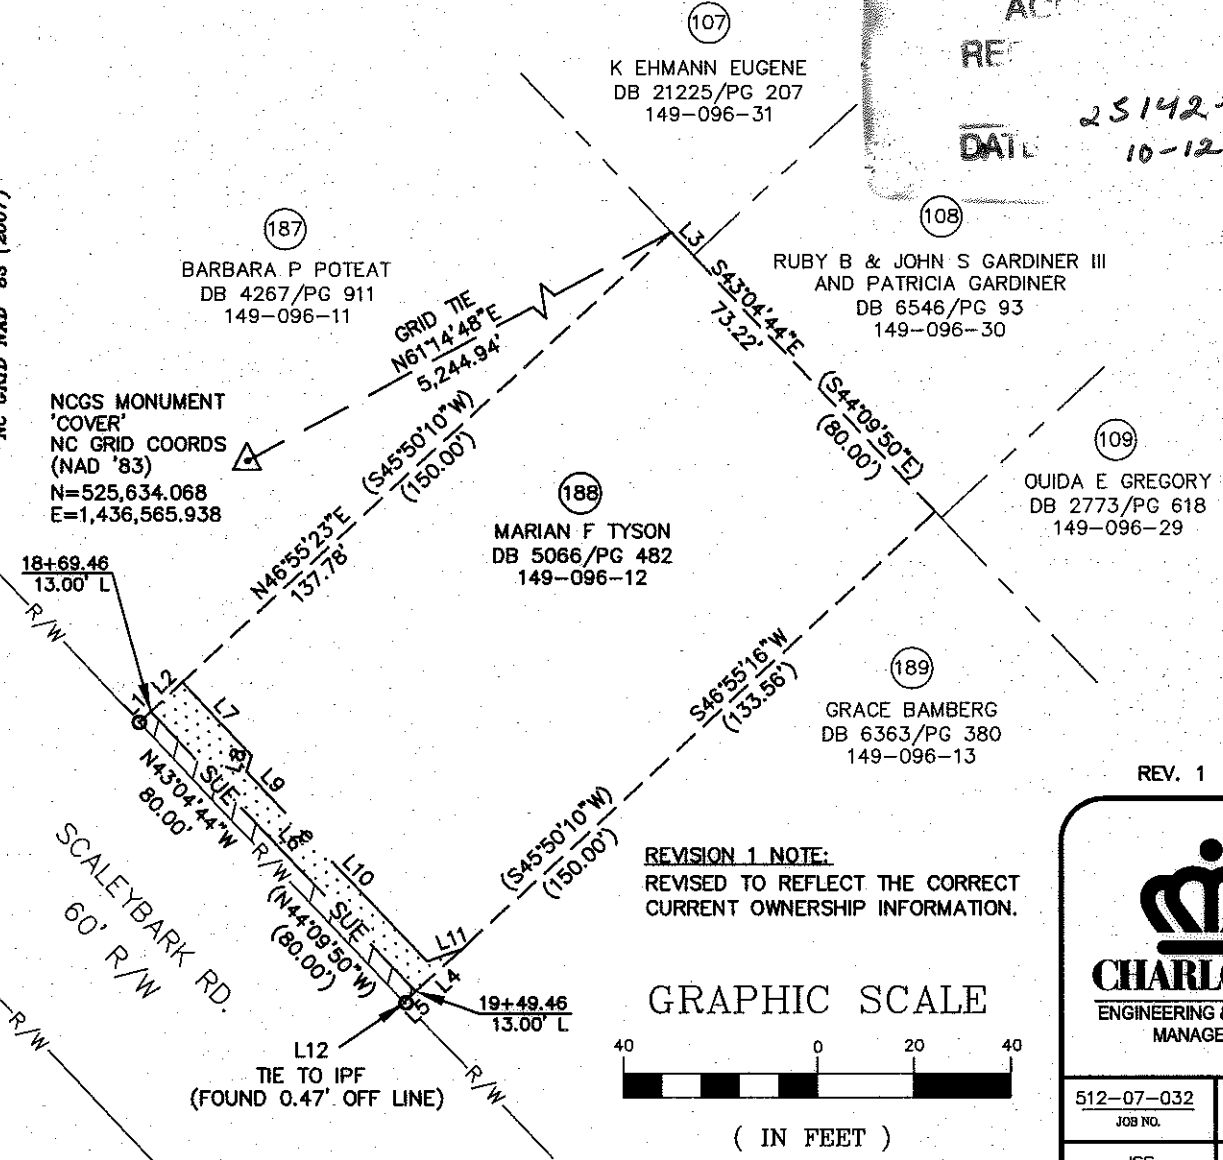 107
K EHMANN EUGENE
DB 21225/PG 207
149-096-31
25142-
10-12
NC GRID NAD '83 (2007)
187
BARBARA P POTEAT
DB 4267/PG 911
149-096-11
108
RUBY B & JOHN S GARDINER III
AND PATRICIA GARDINER
DB 6546/PG 93
149-096-30
L3
S43°04'44"E
73.22'
(S44°09'50"E)
(80.00')
GRID TIE
N61°14'48"E
5,244.94'
NCGS MONUMENT
'COVER'
NC GRID COORDS
(NAD '83)
N=525,634.068
E=1,436,565.938
(S45°50'10"W)
(150.00')
N46°55'23"E
137.78'
109
OUIDA E GREGORY
DB 2773/PG 618
149-096-29
188
MARIAN F TYSON
DB 5066/PG 482
149-096-12
18+69.46
13.00' L
R/W
L1
L2
L7
L8
L9
SUE
L6
R/W
L10
SUE
L11
L4
L5
N43°04'44"W
80.00'
(N44°09'50"W)
(80.00')
S46°55'16"W
(133.56')
(S45°50'10"W)
(150.00')
189
GRACE BAMBERG
DB 6363/PG 380
149-096-13
SCALEYBARK RD.
60' R/W
R/W
R/W
19+49.46
13.00' L
L12
TIE TO IPF
(FOUND 0.47' OFF LINE)
REVISION 1 NOTE:
REVISED TO REFLECT THE CORRECT
CURRENT OWNERSHIP INFORMATION.
GRAPHIC SCALE
40 0 20 40
( IN FEET )
REV. 1
CHARLO
ENGINEERING &
MANAGE
512-07-032
JOB NO.